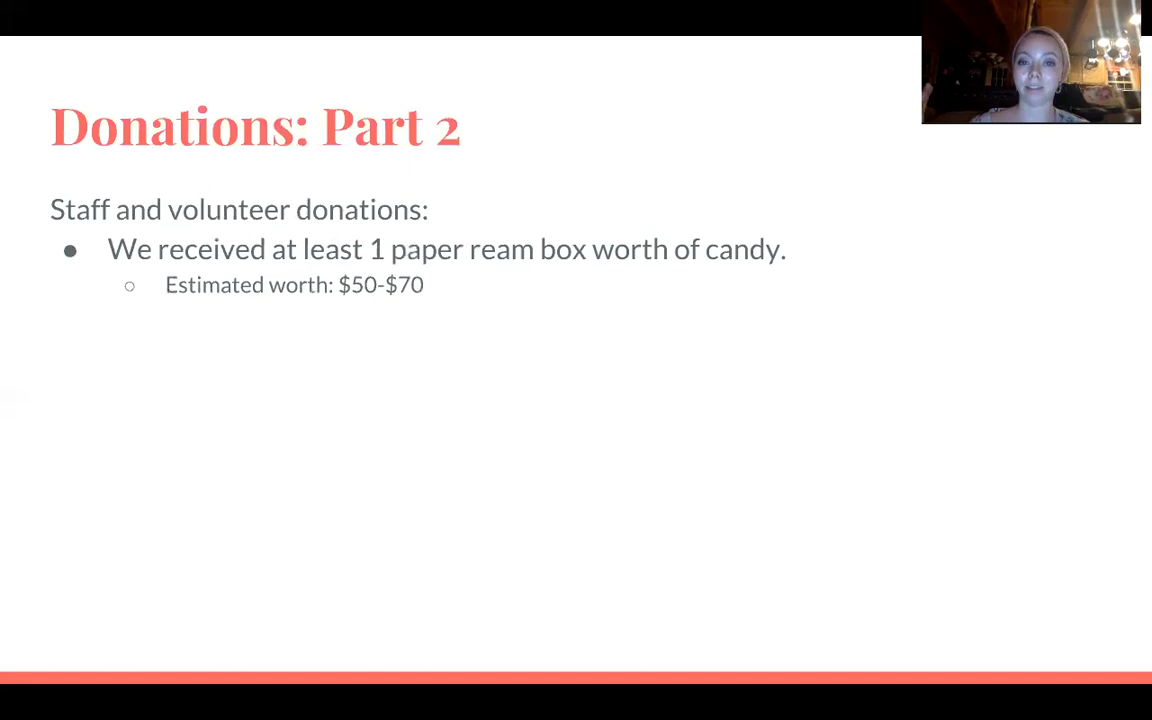 Donations: Part 2
Staff and volunteer donations:
● We received at least 1 paper ream box worth of candy.
○ Estimated worth: $50-$70